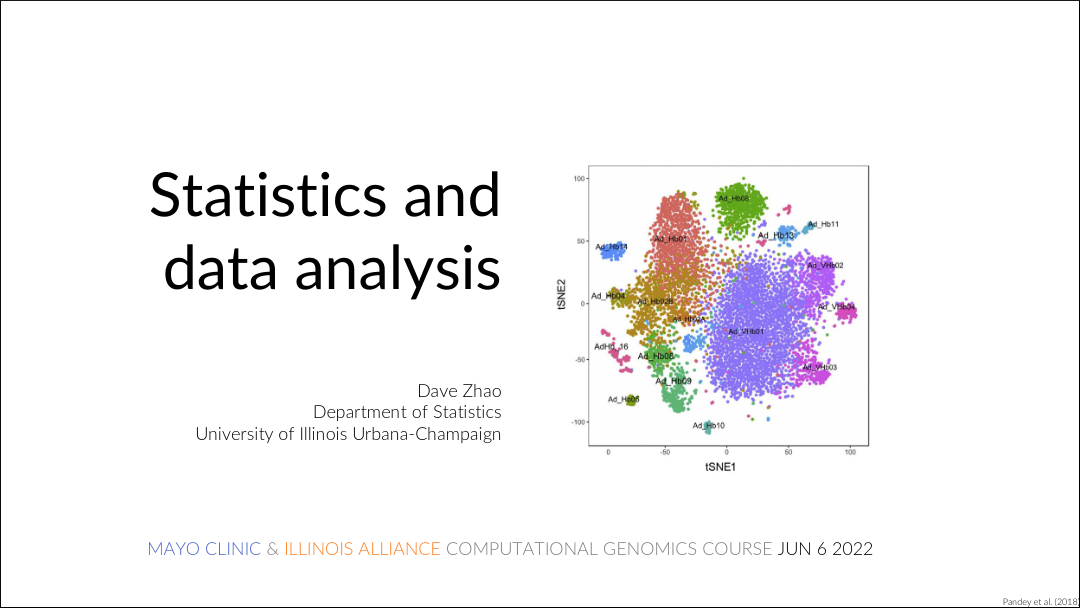 Statistics and
data analysis
Dave Zhao
Department of Statistics
University of Illinois Urbana-Champaign
100
50
0
-50
-100
tSNE2
Ad_Hb06
Ad_Hb11
Ad_Hb13
Ad_Hb01
Ad_Hb14
Ad_VHb02
Ad_Hb04
Ad_Hb02B
Ad_VHb04
Ad_Hb02A
Ad_VHb01
AdHb_16
Ad_Hb08
Ad_VHb03
Ad_Hb09
Ad_Hb05
Ad_Hb10
0
-50
0
50
100
tSNE1
MAYO CLINIC & ILLINOIS ALLIANCE COMPUTATIONAL GENOMICS COURSE JUN 6 2022
Pandey et al. (2018)